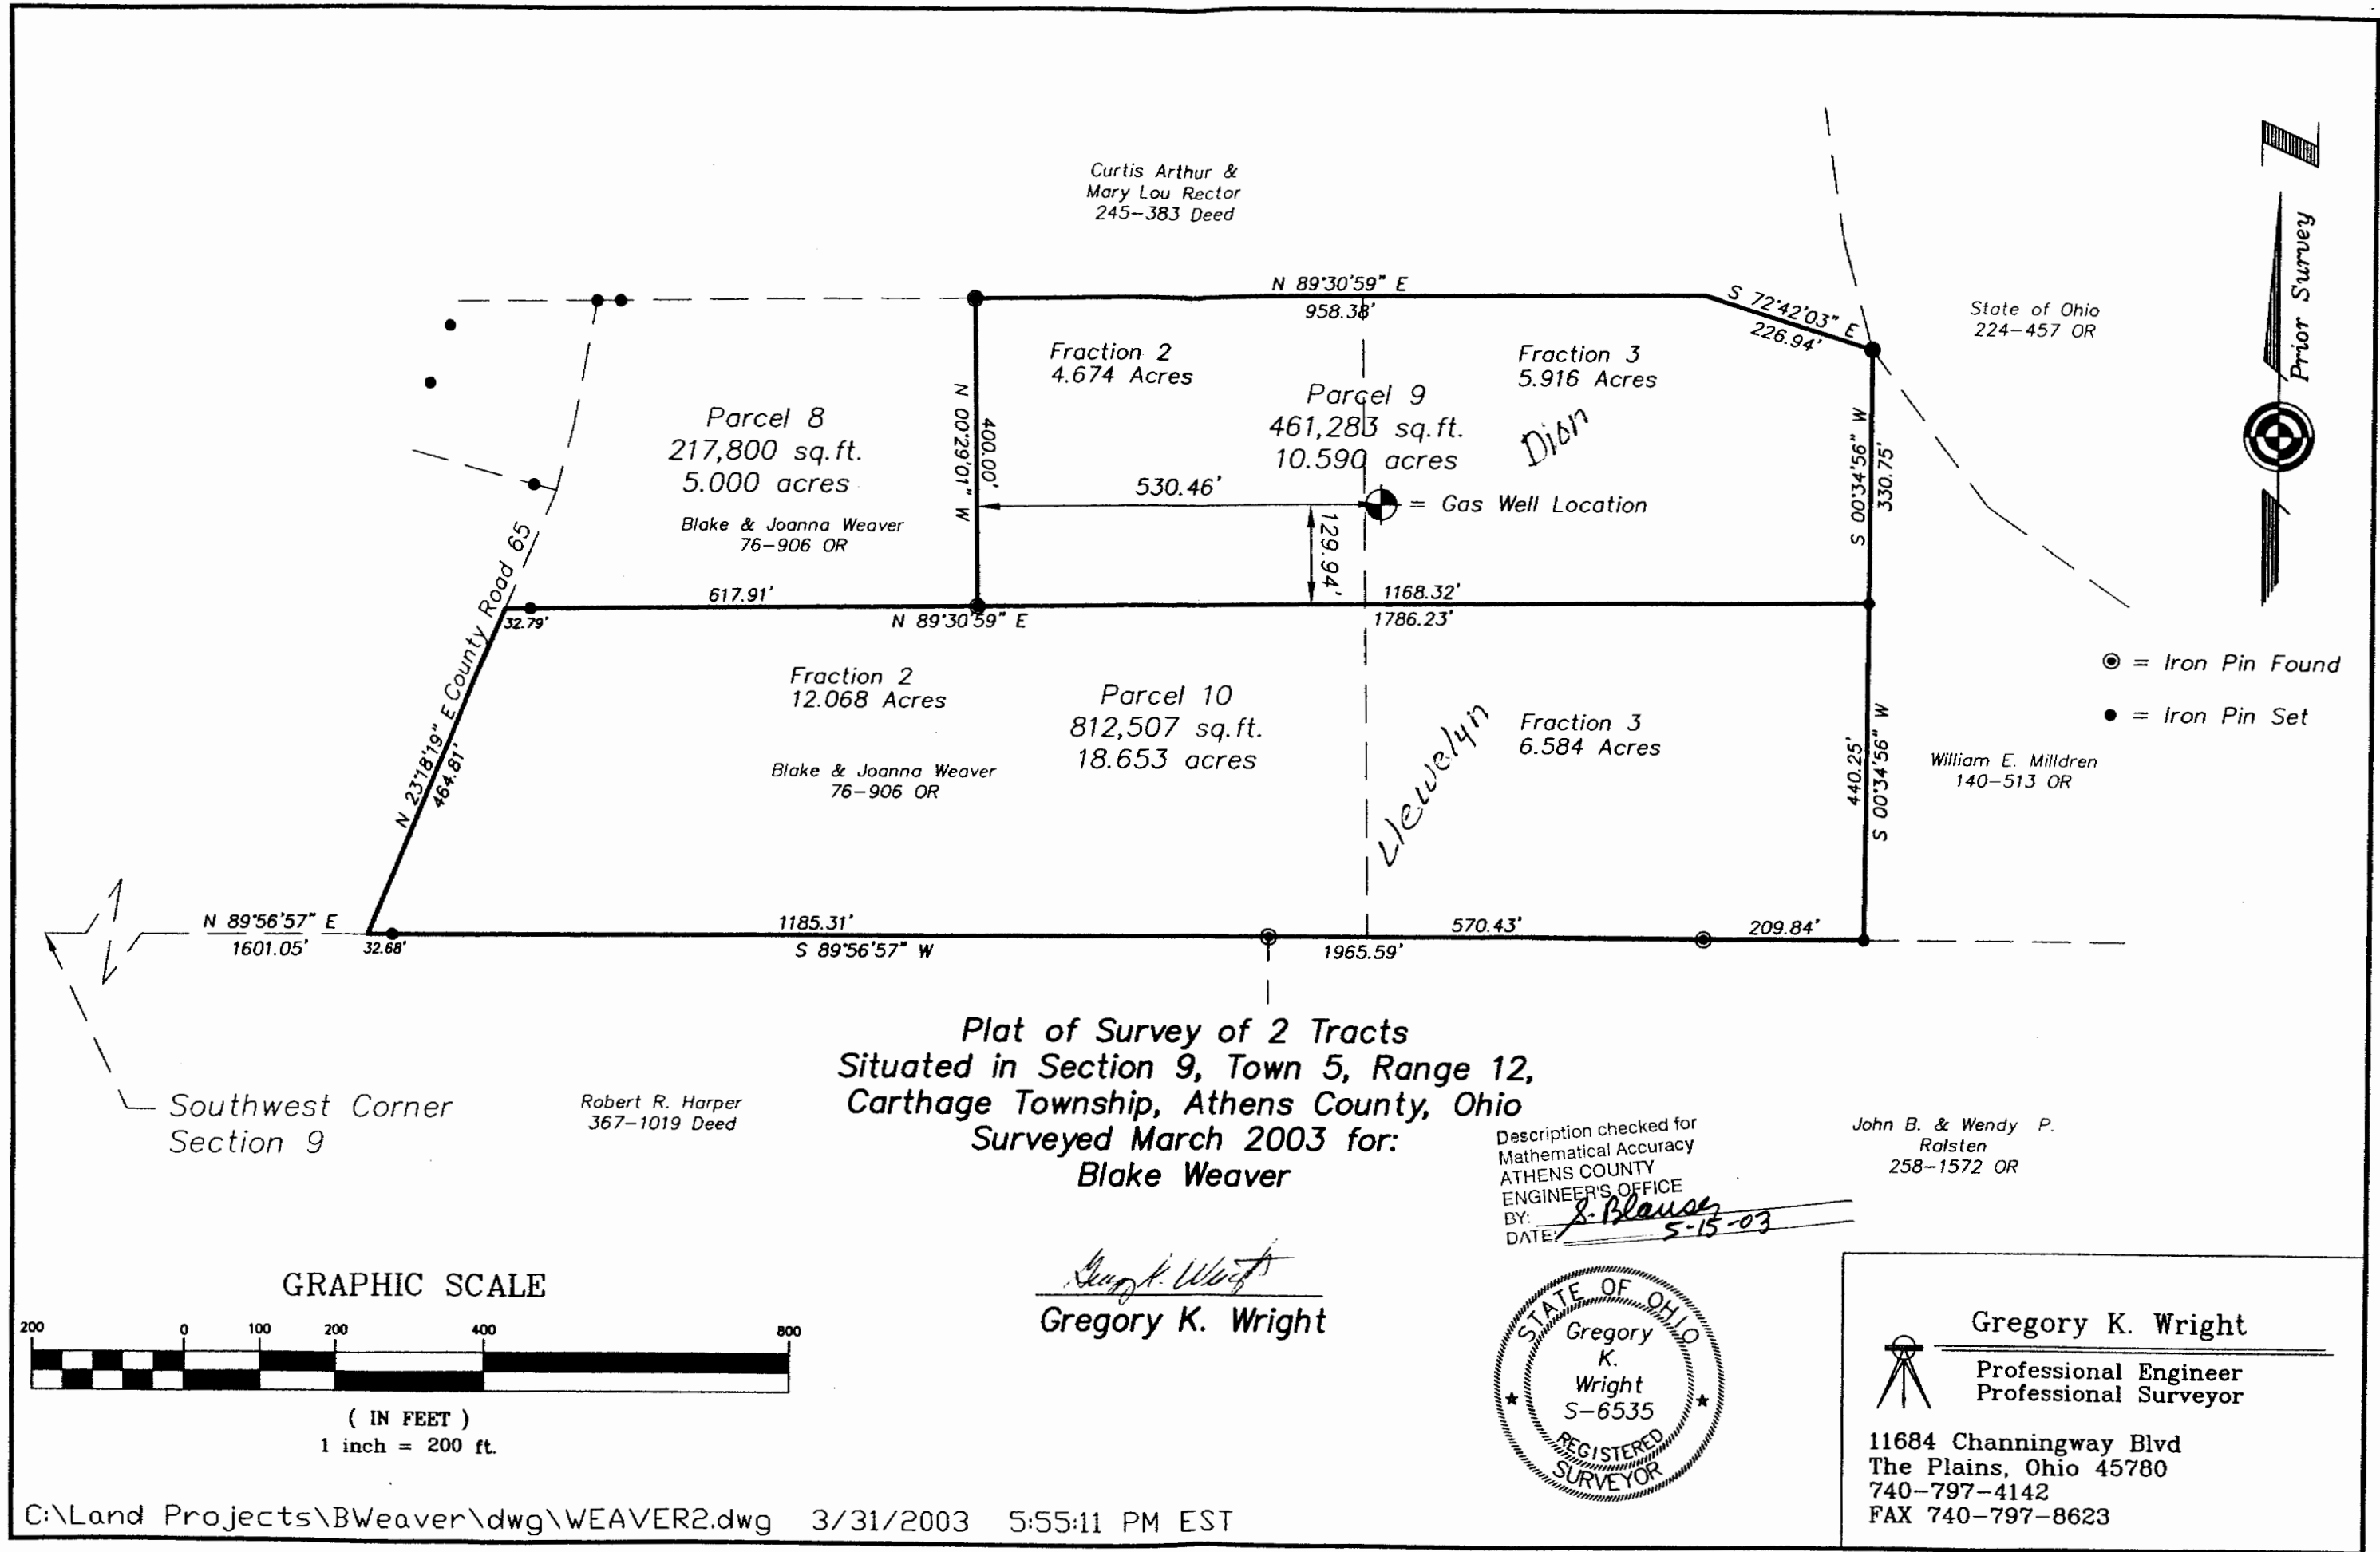 Curtis Arthur &
Mary Lou Rector
245-383 Deed
N 89°30'59" E
958.38'
S 72°42'03" E
226.94'
State of Ohio
224-457 OR
Prior Survey
Fraction 2
4.674 Acres
Fraction 3
5.916 Acres
Parcel 9
461,283 sq.ft.
10.590 acres
Dion
Parcel 8
217,800 sq.ft.
5.000 acres
Blake & Joanna Weaver
76-906 OR
N 00°29'01" W
400.00'
530.46'
= Gas Well Location
129.94'
S 00°34'56" W
330.75'
County Road 65
617.91'
32.79'
N 89°30'59" E
1168.32'
1786.23'
= Iron Pin Found
= Iron Pin Set
Fraction 2
12.068 Acres
Parcel 10
812,507 sq.ft.
18.653 acres
Blake & Joanna Weaver
76-906 OR
Llewelyn
Fraction 3
6.584 Acres
N 23°18'19" E
464.81'
440.25'
S 00°34'56" W
William E. Milldren
140-513 OR
N 89°56'57" E
1601.05'
32.68'
1185.31'
S 89°56'57" W
570.43'
1965.59'
209.84'
Southwest Corner
Section 9
Robert R. Harper
367-1019 Deed
Plat of Survey of 2 Tracts
Situated in Section 9, Town 5, Range 12,
Carthage Township, Athens County, Ohio
Surveyed March 2003 for:
Blake Weaver
Description checked for
Mathematical Accuracy
ATHENS COUNTY
ENGINEER'S OFFICE
BY: S. Blauser
DATE: 5-15-03
John B. & Wendy P.
Ralsten
258-1572 OR
Gregory K. Wright
Gregory K. Wright
GRAPHIC SCALE
200 0 100 200 400 800
( IN FEET )
1 inch = 200 ft.
STATE OF OHIO
Gregory
K.
Wright
S-6535
REGISTERED
SURVEYOR
Gregory K. Wright
Professional Engineer
Professional Surveyor
11684 Channingway Blvd
The Plains, Ohio 45780
740-797-4142
FAX 740-797-8623
C:\Land Projects\BWeaver\dwg\WEAVER2.dwg 3/31/2003 5:55:11 PM EST